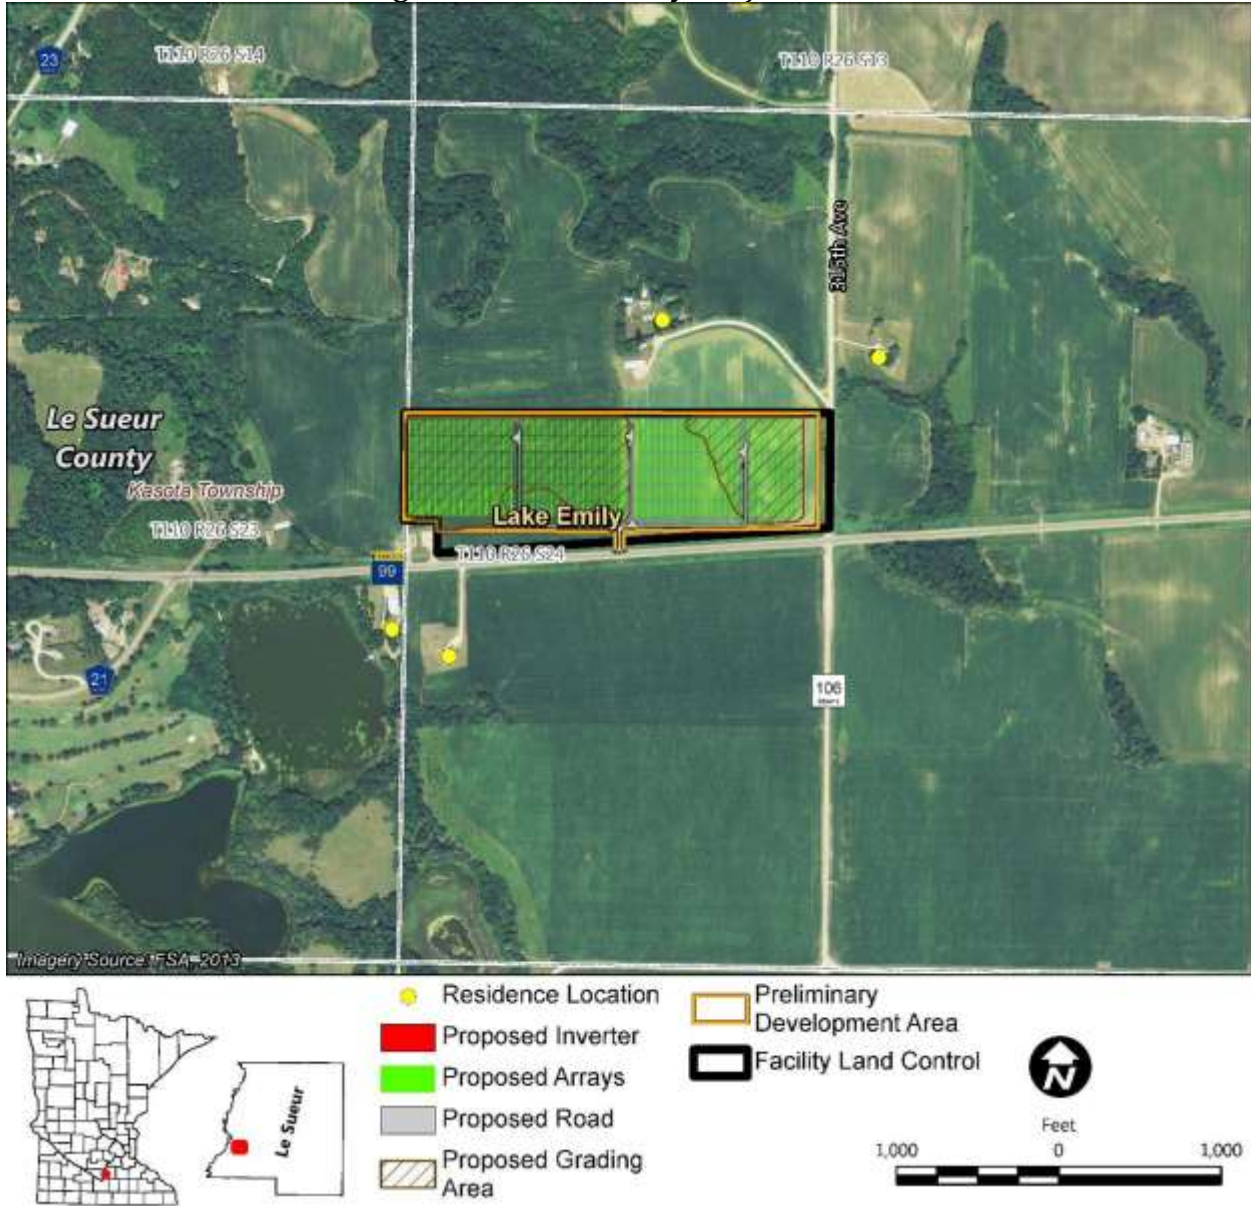 23
T110 R26 S14
T110 R26 S13
315th Ave
Le Sueur
County
Kasota Township
T110 R26 S23
Lake Emily
T110 R26 S24
99
21
106
Imagery Source: FSA, 2013
Residence Location
Proposed Inverter
Proposed Arrays
Proposed Road
Proposed Grading
Area
Preliminary
Development Area
Facility Land Control
Le Sueur
N
Feet
1,000
0
1,000